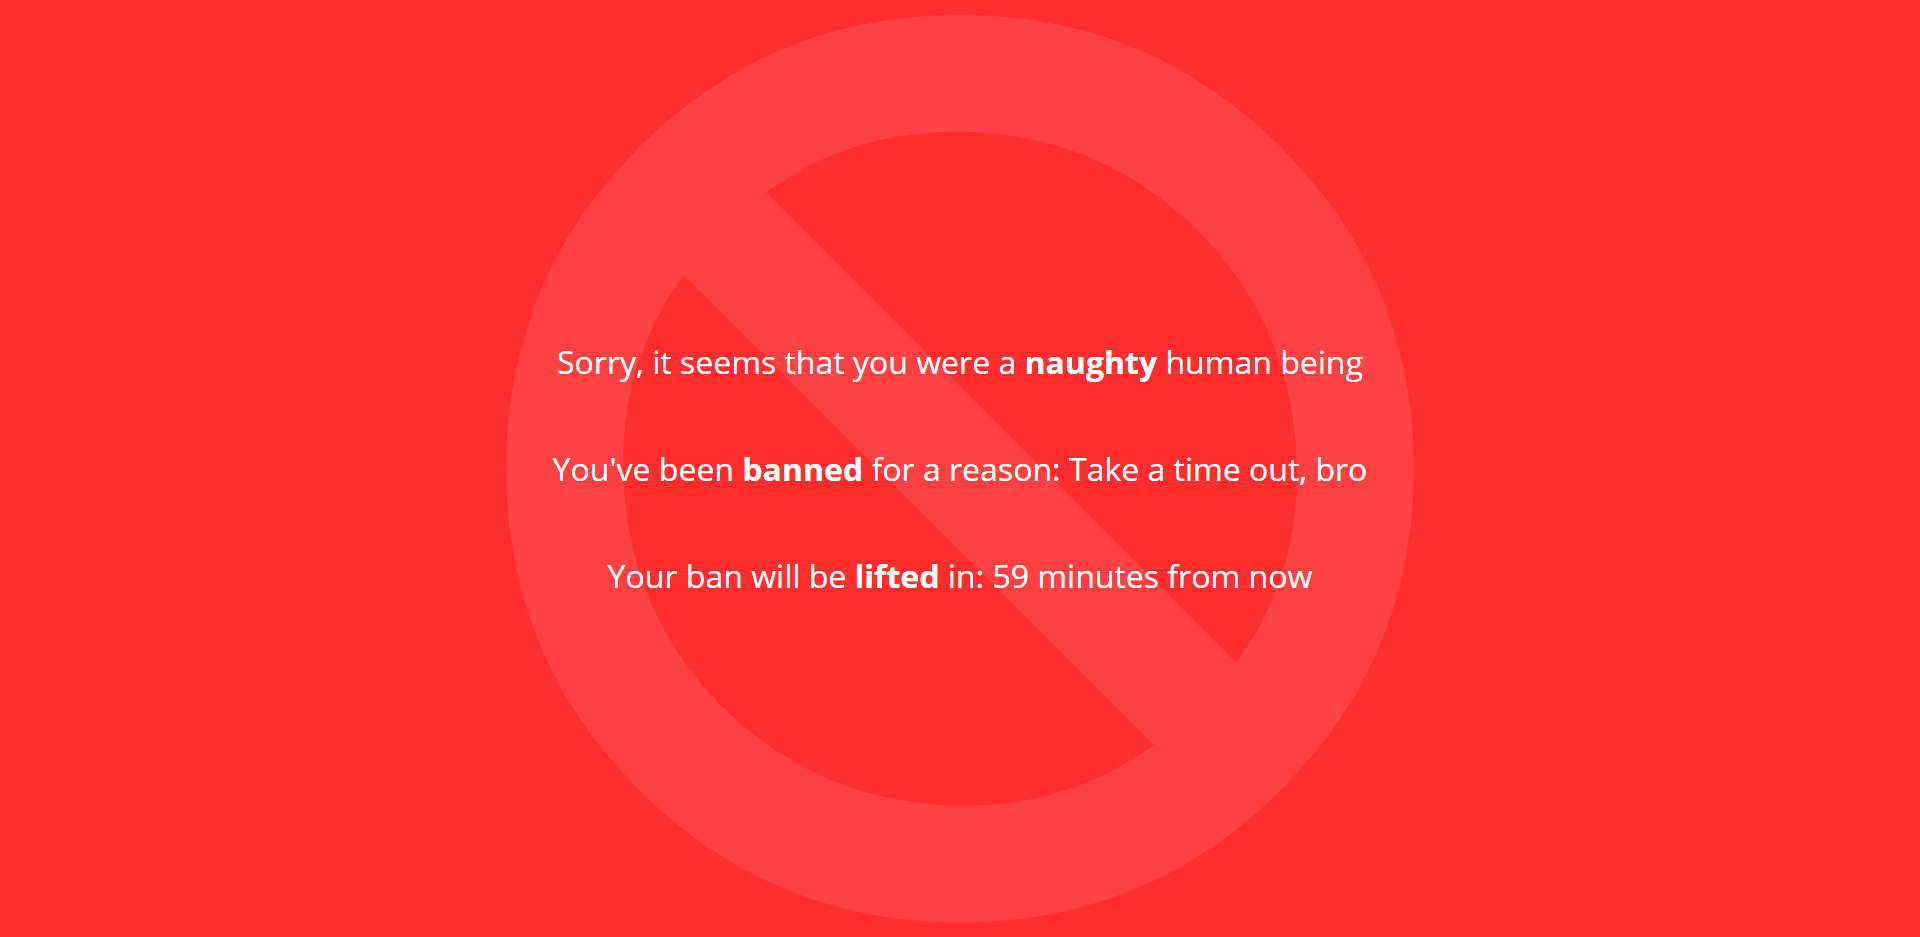 Sorry, it seems that you were a naughty human being
You've been banned for a reason: Take a time out, bro
Your ban will be lifted in: 59 minutes from now